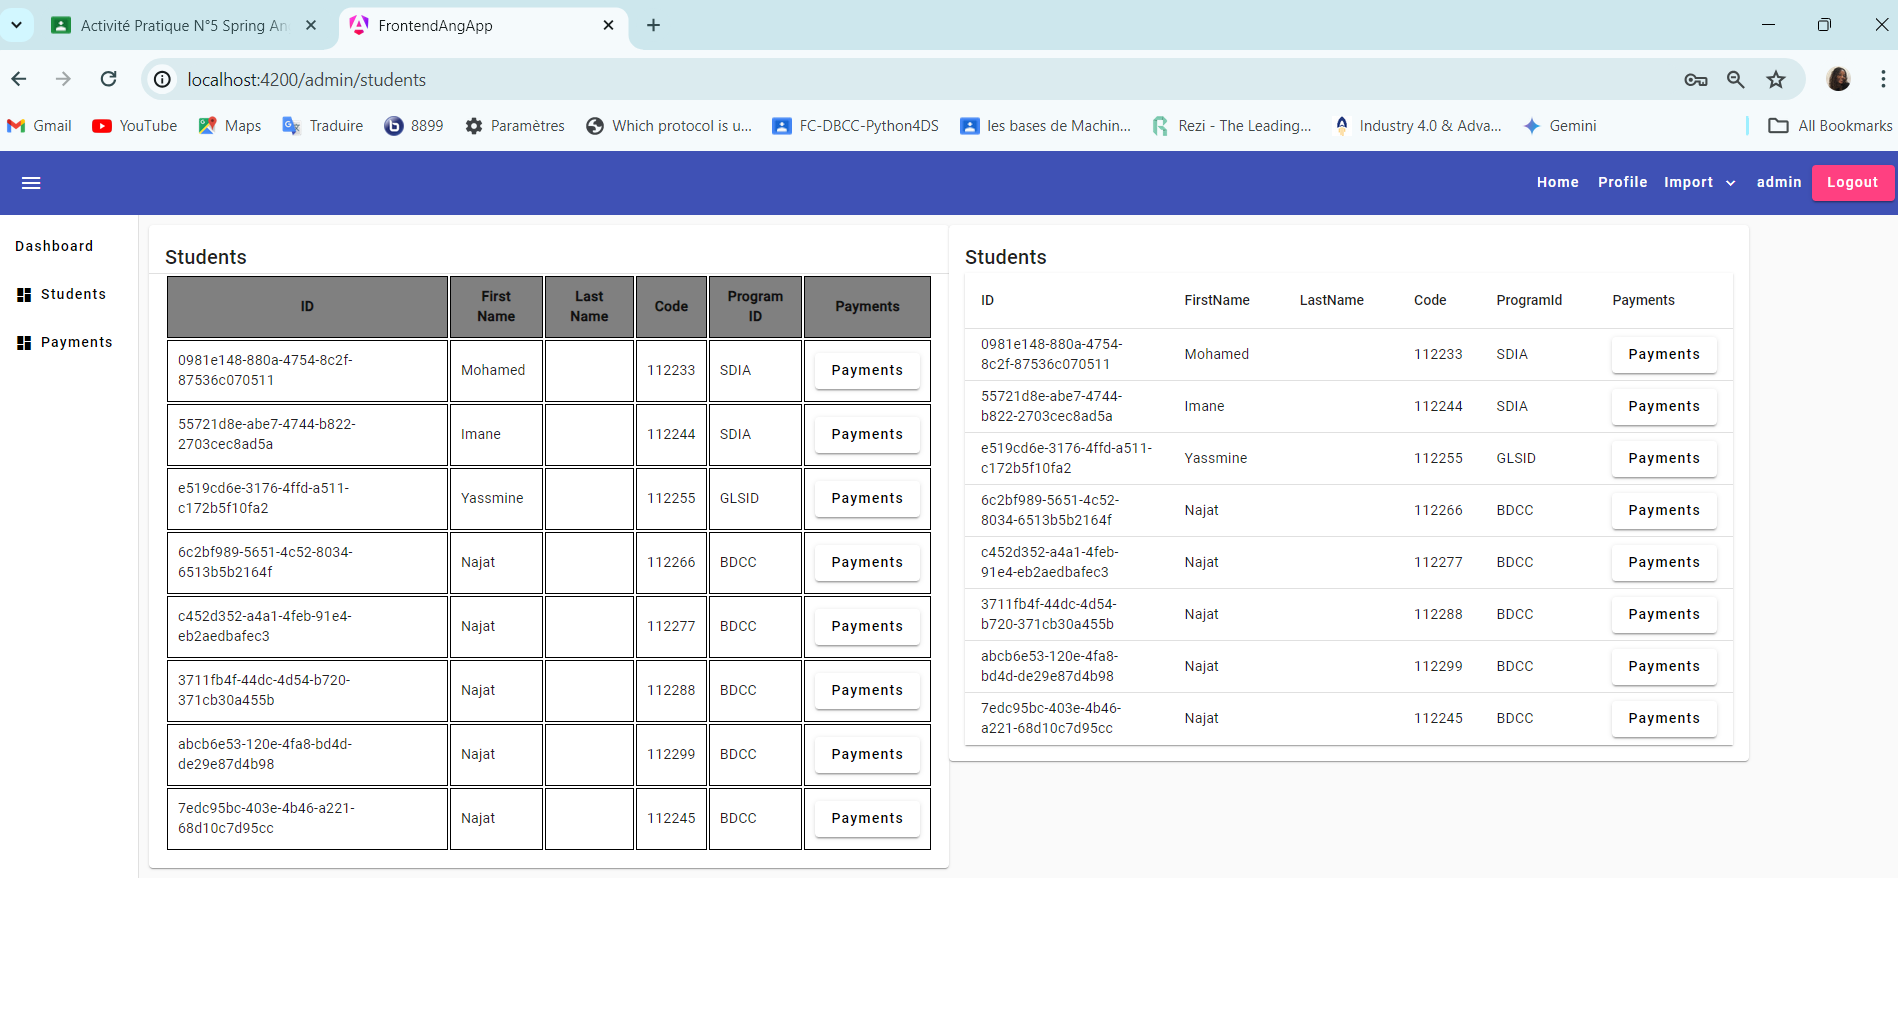 Activité Pratique N°5 Spring An
FrontendAngApp
localhost:4200/admin/students
Gmail YouTube Maps Traduire 8899 Paramètres Which protocol is u... FC-DBCC-Python4DS les bases de Machin... Rezi - The Leading... Industry 4.0 & Adva... Gemini All Bookmarks
Home Profile Import admin Logout
Dashboard
Students
Payments
Students
ID First Name Last Name Code Program ID Payments
0981e148-880a-4754-8c2f-87536c070511 Mohamed 112233 SDIA Payments
55721d8e-abe7-4744-b822-2703cec8ad5a Imane 112244 SDIA Payments
e519cd6e-3176-4ffd-a511-c172b5f10fa2 Yassmine 112255 GLSID Payments
6c2bf989-5651-4c52-8034-6513b5b2164f Najat 112266 BDCC Payments
c452d352-a4a1-4feb-91e4-eb2aedbafec3 Najat 112277 BDCC Payments
3711fb4f-44dc-4d54-b720-371cb30a455b Najat 112288 BDCC Payments
abcb6e53-120e-4fa8-bd4d-de29e87d4b98 Najat 112299 BDCC Payments
7edc95bc-403e-4b46-a221-68d10c7d95cc Najat 112245 BDCC Payments
Students
ID FirstName LastName Code ProgramId Payments
0981e148-880a-4754-8c2f-87536c070511 Mohamed 112233 SDIA Payments
55721d8e-abe7-4744-b822-2703cec8ad5a Imane 112244 SDIA Payments
e519cd6e-3176-4ffd-a511-c172b5f10fa2 Yassmine 112255 GLSID Payments
6c2bf989-5651-4c52-8034-6513b5b2164f Najat 112266 BDCC Payments
c452d352-a4a1-4feb-91e4-eb2aedbafec3 Najat 112277 BDCC Payments
3711fb4f-44dc-4d54-b720-371cb30a455b Najat 112288 BDCC Payments
abcb6e53-120e-4fa8-bd4d-de29e87d4b98 Najat 112299 BDCC Payments
7edc95bc-403e-4b46-a221-68d10c7d95cc Najat 112245 BDCC Payments